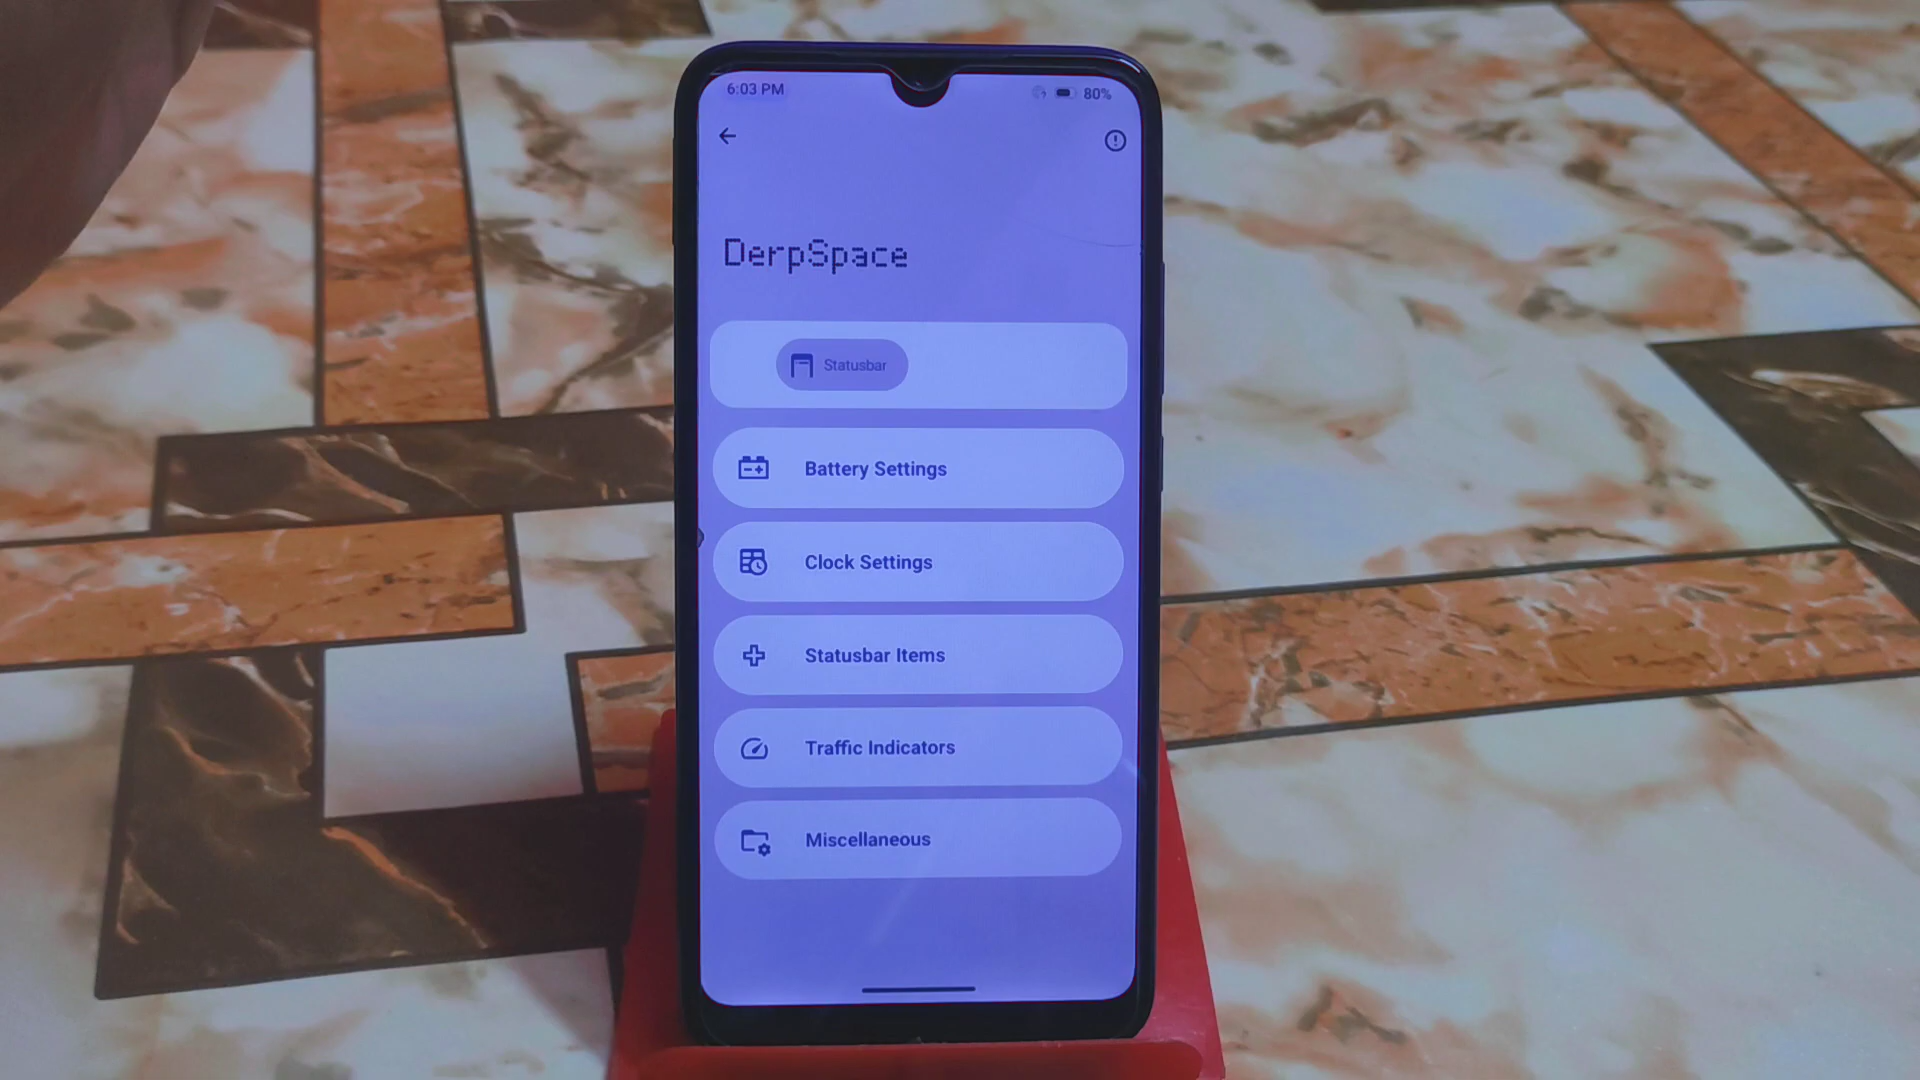 6:03 PM
80%
DerpSpace
Statusbar
Battery Settings
Clock Settings
Statusbar Items
Traffic Indicators
Miscellaneous